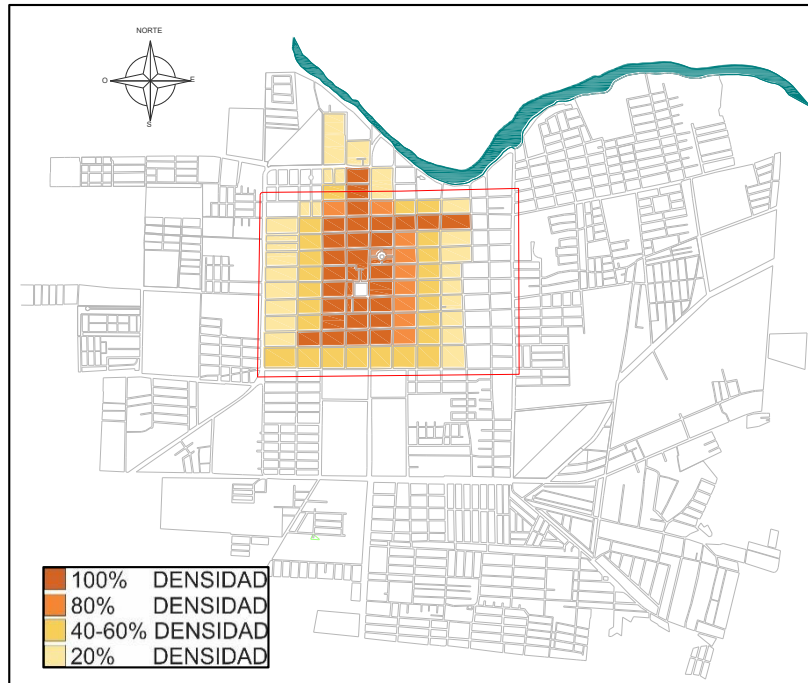 NORTE
O E
S
100% DENSIDAD
80% DENSIDAD
40-60% DENSIDAD
20% DENSIDAD